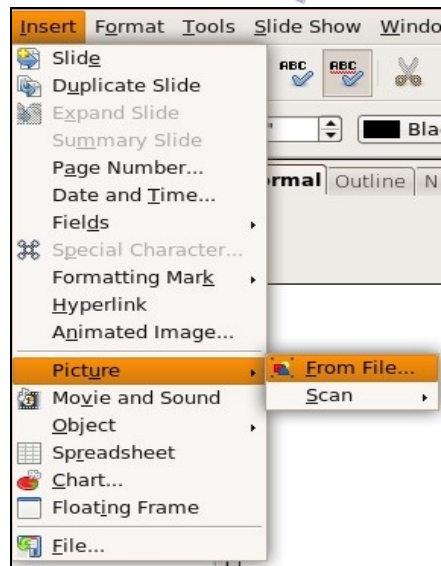 Insert Format Tools Slide Show Windo
Slide
Duplicate Slide
Expand Slide
Summary Slide
Page Number...
Date and Time...
Fields
Special Character...
Formatting Mark
Hyperlink
Animated Image...
Picture
Movie and Sound
Object
Spreadsheet
Chart...
Floating Frame
File...
From File...
Scan
ABC ABC
" Bla
rmal Outline N